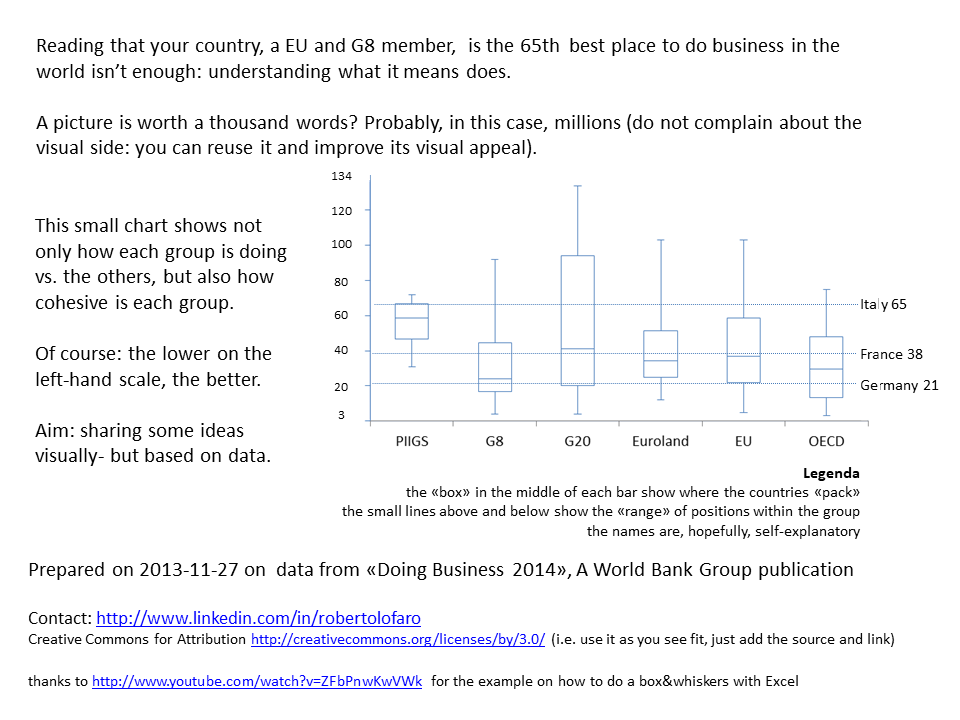 Reading that your country, a EU and G8 member,  is the 65th best place to do business in the
world isn't enough: understanding what it means does.
A picture is worth a thousand words? Probably, in this case, millions (do not complain about the
visual side: you can reuse it and improve its visual appeal).
This small chart shows not
only how each group is doing
vs. the others, but also how
cohesive is each group.
Of course: the lower on the
left-hand scale, the better.
Aim: sharing some ideas
visually- but based on data.
134
120
100
80
60
40
20
3
Italy 65
France 38
Germany 21
PIIGS G8 G20 Euroland EU OECD
Legenda
the «box» in the middle of each bar show where the countries «pack»
the small lines above and below show the «range» of positions within the group
the names are, hopefully, self-explanatory
Prepared on 2013-11-27 on  data from «Doing Business 2014», A World Bank Group publication
Contact: http://www.linkedin.com/in/robertolofaro
Creative Commons for Attribution http://creativecommons.org/licenses/by/3.0/ (i.e. use it as you see fit, just add the source and link)
thanks to http://www.youtube.com/watch?v=ZFbPnwKwVWk  for the example on how to do a box&whiskers with Excel